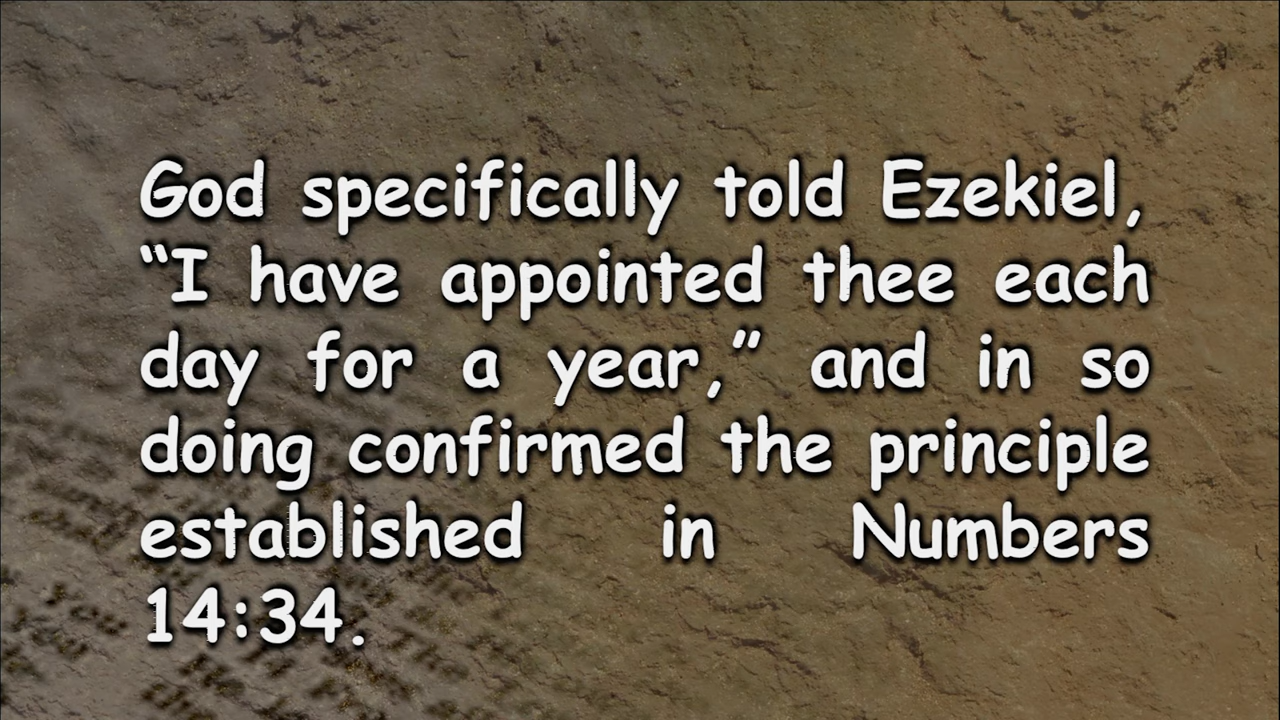 God specifically told Ezekiel,
“I have appointed thee each
day for a year,” and in so
doing confirmed the principle
established in Numbers
14:34.